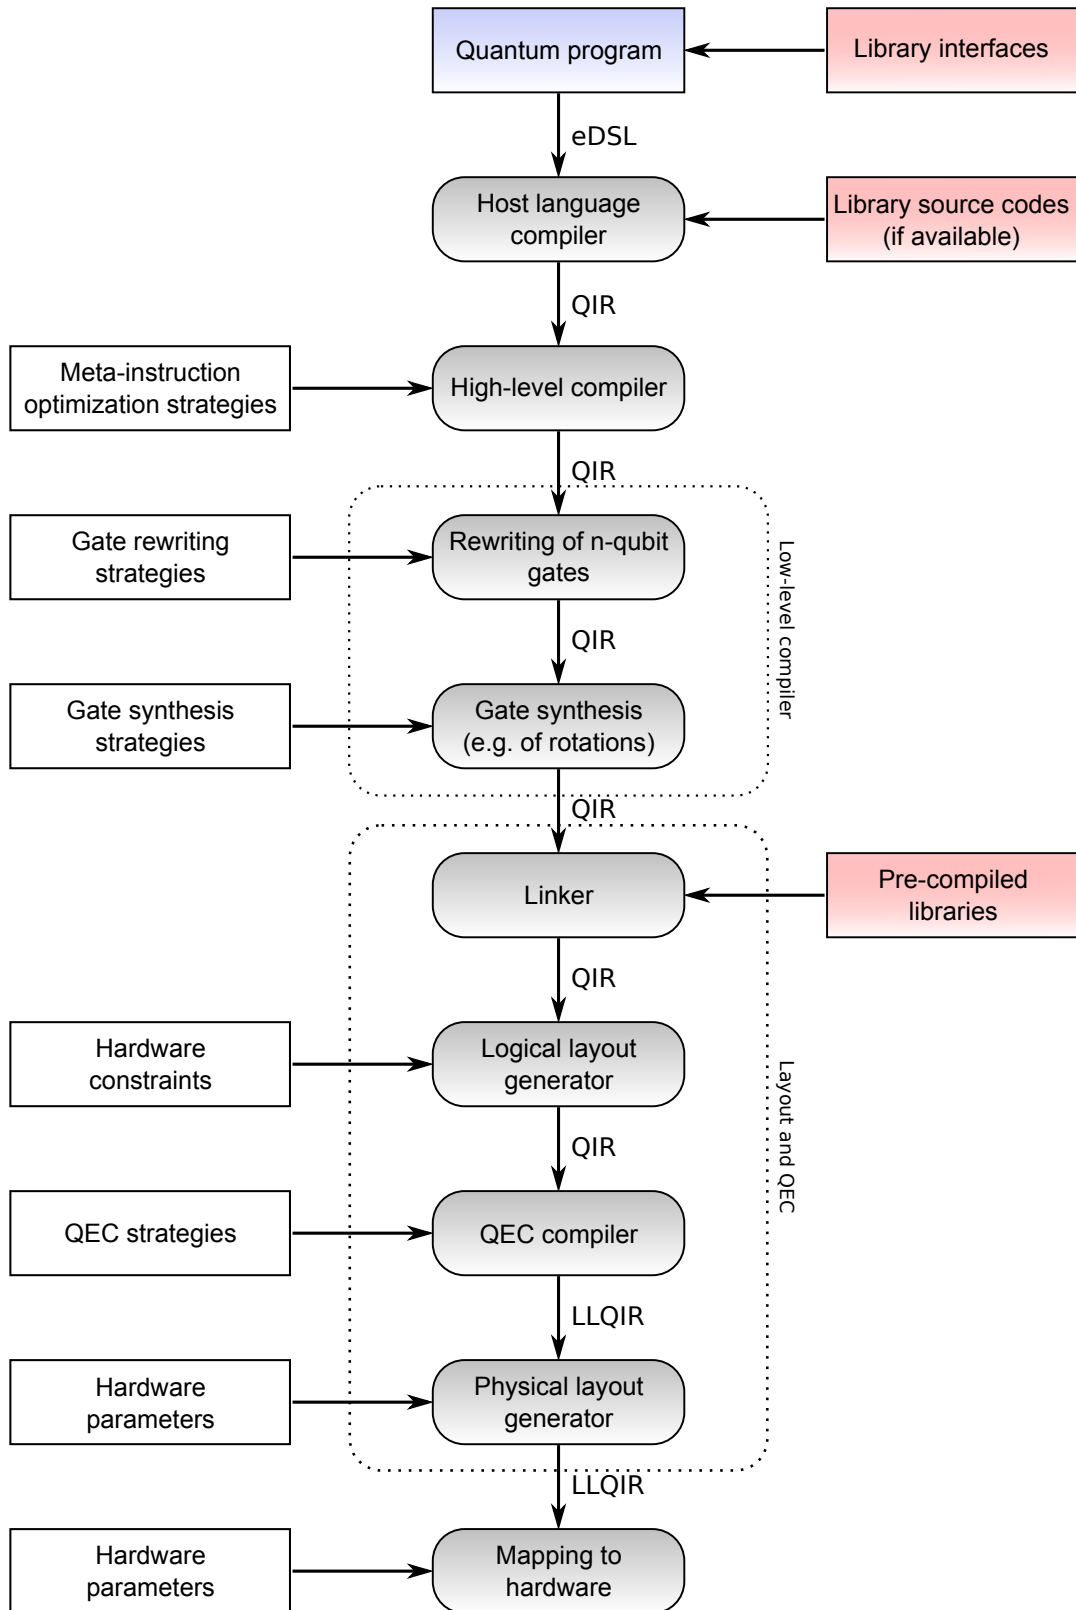 Quantum program
Library interfaces
eDSL
Host language
compiler
Library source codes
(if available)
QIR
Meta-instruction
optimization strategies
High-level compiler
QIR
Gate rewriting
strategies
Rewriting of n-qubit
gates
Low-level compiler
QIR
Gate synthesis
strategies
Gate synthesis
(e.g. of rotations)
QIR
Linker
Pre-compiled
libraries
QIR
Hardware
constraints
Logical layout
generator
Layout and QEC
QIR
QEC strategies
QEC compiler
LLQIR
Hardware
parameters
Physical layout
generator
LLQIR
Hardware
parameters
Mapping to
hardware